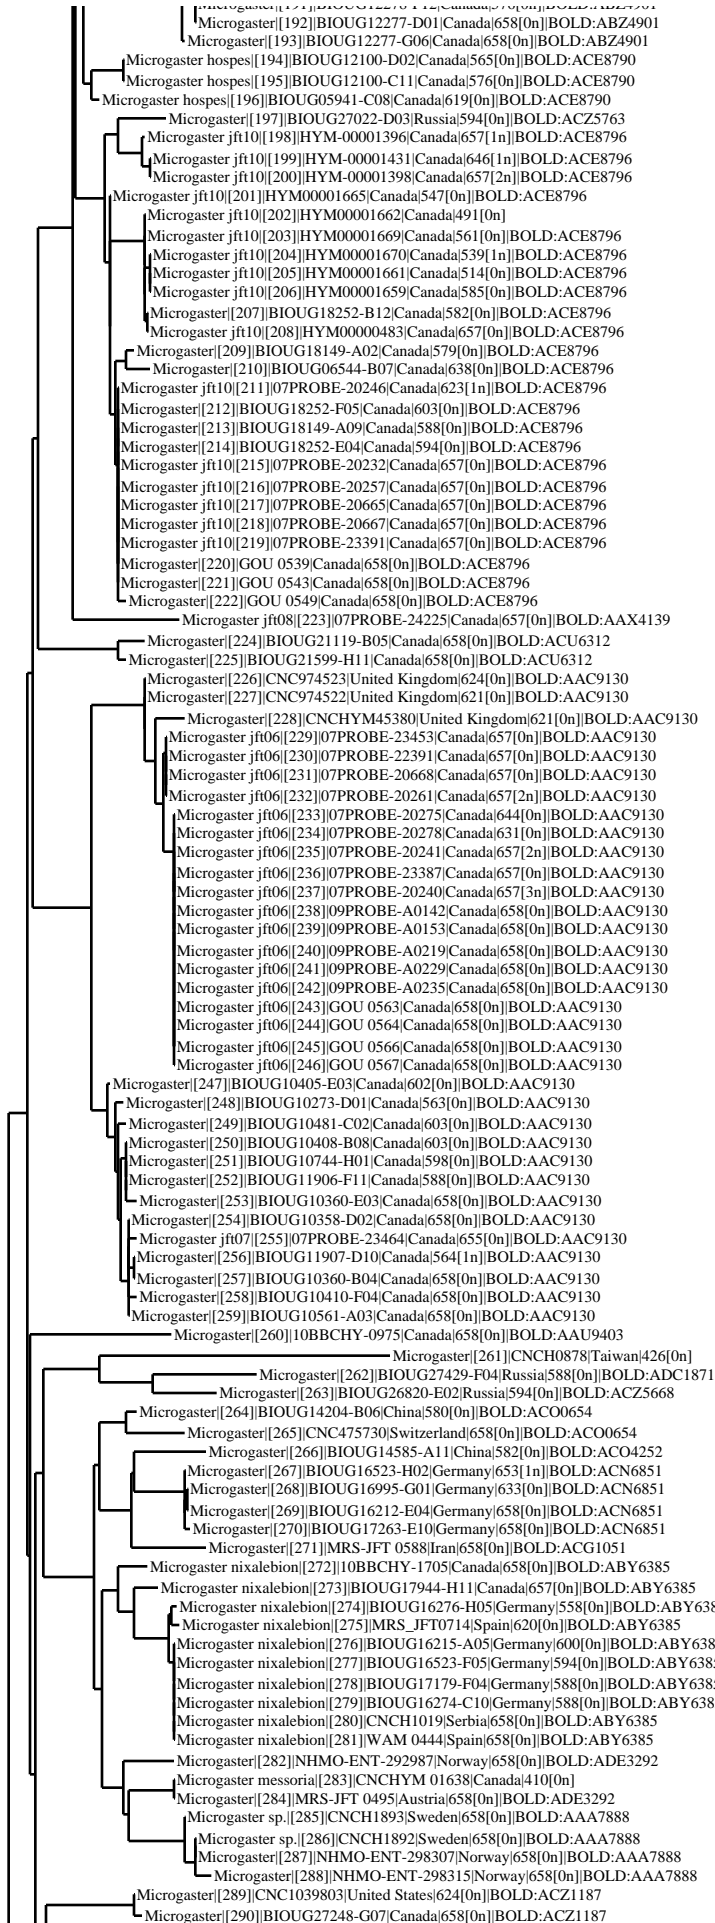 Microgaster|[192]|BIOUG12277-D01|Canada|658[0n]|BOLD:ABZ4901
Microgaster|[193]|BIOUG12277-G06|Canada|658[0n]|BOLD:ABZ4901
Microgaster hospes|[194]|BIOUG12100-D02|Canada|565[0n]|BOLD:ACE8790
Microgaster hospes|[195]|BIOUG12100-C11|Canada|576[0n]|BOLD:ACE8790
Microgaster hospes|[196]|BIOUG05941-C08|Canada|619[0n]|BOLD:ACE8790
Microgaster|[197]|BIOUG27022-D03|Russia|594[0n]|BOLD:ACZ5763
Microgaster jft10|[198]|HYM-00001396|Canada|657[1n]|BOLD:ACE8796
Microgaster jft10|[199]|HYM-00001431|Canada|646[1n]|BOLD:ACE8796
Microgaster jft10|[200]|HYM-00001398|Canada|657[2n]|BOLD:ACE8796
Microgaster jft10|[201]|HYM00001665|Canada|547[0n]|BOLD:ACE8796
Microgaster jft10|[202]|HYM00001662|Canada|491[0n]
Microgaster jft10|[203]|HYM00001669|Canada|561[0n]|BOLD:ACE8796
Microgaster jft10|[204]|HYM00001670|Canada|539[1n]|BOLD:ACE8796
Microgaster jft10|[205]|HYM00001661|Canada|514[0n]|BOLD:ACE8796
Microgaster jft10|[206]|HYM00001659|Canada|585[0n]|BOLD:ACE8796
Microgaster|[207]|BIOUG18252-B12|Canada|582[0n]|BOLD:ACE8796
Microgaster jft10|[208]|HYM00000483|Canada|657[0n]|BOLD:ACE8796
Microgaster|[209]|BIOUG18149-A02|Canada|579[0n]|BOLD:ACE8796
Microgaster|[210]|BIOUG06544-B07|Canada|638[0n]|BOLD:ACE8796
Microgaster jft10|[211]|07PROBE-20246|Canada|623[1n]|BOLD:ACE8796
Microgaster|[212]|BIOUG18252-F05|Canada|603[0n]|BOLD:ACE8796
Microgaster|[213]|BIOUG18149-A09|Canada|588[0n]|BOLD:ACE8796
Microgaster|[214]|BIOUG18252-E04|Canada|594[0n]|BOLD:ACE8796
Microgaster jft10|[215]|07PROBE-20232|Canada|657[0n]|BOLD:ACE8796
Microgaster jft10|[216]|07PROBE-20257|Canada|657[0n]|BOLD:ACE8796
Microgaster jft10|[217]|07PROBE-20665|Canada|657[0n]|BOLD:ACE8796
Microgaster jft10|[218]|07PROBE-20667|Canada|657[0n]|BOLD:ACE8796
Microgaster jft10|[219]|07PROBE-23391|Canada|657[0n]|BOLD:ACE8796
Microgaster|[220]|GOU 0539|Canada|658[0n]|BOLD:ACE8796
Microgaster|[221]|GOU 0543|Canada|658[0n]|BOLD:ACE8796
Microgaster|[222]|GOU 0549|Canada|658[0n]|BOLD:ACE8796
Microgaster jft08|[223]|07PROBE-24225|Canada|657[0n]|BOLD:AAX4139
Microgaster|[224]|BIOUG21119-B05|Canada|658[0n]|BOLD:ACU6312
Microgaster|[225]|BIOUG21599-H11|Canada|658[0n]|BOLD:ACU6312
Microgaster|[226]|CNC974523|United Kingdom|624[0n]|BOLD:AAC9130
Microgaster|[227]|CNC974522|United Kingdom|621[0n]|BOLD:AAC9130
Microgaster|[228]|CNCHYM45380|United Kingdom|621[0n]|BOLD:AAC9130
Microgaster jft06|[229]|07PROBE-23453|Canada|657[0n]|BOLD:AAC9130
Microgaster jft06|[230]|07PROBE-22391|Canada|657[0n]|BOLD:AAC9130
Microgaster jft06|[231]|07PROBE-20668|Canada|657[0n]|BOLD:AAC9130
Microgaster jft06|[232]|07PROBE-20261|Canada|657[2n]|BOLD:AAC9130
Microgaster jft06|[233]|07PROBE-20275|Canada|644[0n]|BOLD:AAC9130
Microgaster jft06|[234]|07PROBE-20278|Canada|631[0n]|BOLD:AAC9130
Microgaster jft06|[235]|07PROBE-20241|Canada|657[2n]|BOLD:AAC9130
Microgaster jft06|[236]|07PROBE-23387|Canada|657[0n]|BOLD:AAC9130
Microgaster jft06|[237]|07PROBE-20240|Canada|657[3n]|BOLD:AAC9130
Microgaster jft06|[238]|09PROBE-A0142|Canada|658[0n]|BOLD:AAC9130
Microgaster jft06|[239]|09PROBE-A0153|Canada|658[0n]|BOLD:AAC9130
Microgaster jft06|[240]|09PROBE-A0219|Canada|658[0n]|BOLD:AAC9130
Microgaster jft06|[241]|09PROBE-A0229|Canada|658[0n]|BOLD:AAC9130
Microgaster jft06|[242]|09PROBE-A0235|Canada|658[0n]|BOLD:AAC9130
Microgaster jft06|[243]|GOU 0563|Canada|658[0n]|BOLD:AAC9130
Microgaster jft06|[244]|GOU 0564|Canada|658[0n]|BOLD:AAC9130
Microgaster jft06|[245]|GOU 0566|Canada|658[0n]|BOLD:AAC9130
Microgaster jft06|[246]|GOU 0567|Canada|658[0n]|BOLD:AAC9130
Microgaster|[247]|BIOUG10405-E03|Canada|602[0n]|BOLD:AAC9130
Microgaster|[248]|BIOUG10273-D01|Canada|563[0n]|BOLD:AAC9130
Microgaster|[249]|BIOUG10481-C02|Canada|603[0n]|BOLD:AAC9130
Microgaster|[250]|BIOUG10408-B08|Canada|603[0n]|BOLD:AAC9130
Microgaster|[251]|BIOUG10744-H01|Canada|598[0n]|BOLD:AAC9130
Microgaster|[252]|BIOUG11906-F11|Canada|588[0n]|BOLD:AAC9130
Microgaster|[253]|BIOUG10360-E03|Canada|658[0n]|BOLD:AAC9130
Microgaster|[254]|BIOUG10358-D02|Canada|658[0n]|BOLD:AAC9130
Microgaster jft07|[255]|07PROBE-23464|Canada|655[0n]|BOLD:AAC9130
Microgaster|[256]|BIOUG11907-D10|Canada|564[1n]|BOLD:AAC9130
Microgaster|[257]|BIOUG10360-B04|Canada|658[0n]|BOLD:AAC9130
Microgaster|[258]|BIOUG10410-F04|Canada|658[0n]|BOLD:AAC9130
Microgaster|[259]|BIOUG10561-A03|Canada|658[0n]|BOLD:AAC9130
Microgaster|[260]|10BBCHY-0975|Canada|658[0n]|BOLD:AAU9403
Microgaster|[261]|CNCH0878|Taiwan|426[0n]
Microgaster|[262]|BIOUG27429-F04|Russia|588[0n]|BOLD:ADC1871
Microgaster|[263]|BIOUG26820-E02|Russia|594[0n]|BOLD:ACZ5668
Microgaster|[264]|BIOUG14204-B06|China|580[0n]|BOLD:ACO0654
Microgaster|[265]|CNC475730|Switzerland|658[0n]|BOLD:ACO0654
Microgaster|[266]|BIOUG14585-A11|China|582[0n]|BOLD:ACO4252
Microgaster|[267]|BIOUG16523-H02|Germany|653[1n]|BOLD:ACN6851
Microgaster|[268]|BIOUG16995-G01|Germany|633[0n]|BOLD:ACN6851
Microgaster|[269]|BIOUG16212-E04|Germany|658[0n]|BOLD:ACN6851
Microgaster|[270]|BIOUG17263-E10|Germany|658[0n]|BOLD:ACN6851
Microgaster|[271]|MRS-JFT 0588|Iran|658[0n]|BOLD:ACG1051
Microgaster nixalebion|[272]|10BBCHY-1705|Canada|658[0n]|BOLD:ABY6385
Microgaster nixalebion|[273]|BIOUG17944-H11|Canada|657[0n]|BOLD:ABY6385
Microgaster nixalebion|[274]|BIOUG16276-H05|Germany|558[0n]|BOLD:ABY638
Microgaster nixalebion|[275]|MRS_JFT0714|Spain|620[0n]|BOLD:ABY6385
Microgaster nixalebion|[276]|BIOUG16215-A05|Germany|600[0n]|BOLD:ABY638
Microgaster nixalebion|[277]|BIOUG16523-F05|Germany|594[0n]|BOLD:ABY638
Microgaster nixalebion|[278]|BIOUG17179-F04|Germany|588[0n]|BOLD:ABY638
Microgaster nixalebion|[279]|BIOUG16274-C10|Germany|588[0n]|BOLD:ABY638
Microgaster nixalebion|[280]|CNCH1019|Serbia|658[0n]|BOLD:ABY6385
Microgaster nixalebion|[281]|WAM 0444|Spain|658[0n]|BOLD:ABY6385
Microgaster|[282]|NHMO-ENT-292987|Norway|658[0n]|BOLD:ADE3292
Microgaster messoria|[283]|CNCHYM 01638|Canada|410[0n]
Microgaster|[284]|MRS-JFT 0495|Austria|658[0n]|BOLD:ADE3292
Microgaster sp.|[285]|CNCH1893|Sweden|658[0n]|BOLD:AAA7888
Microgaster sp.|[286]|CNCH1892|Sweden|658[0n]|BOLD:AAA7888
Microgaster|[287]|NHMO-ENT-298307|Norway|658[0n]|BOLD:AAA7888
Microgaster|[288]|NHMO-ENT-298315|Norway|658[0n]|BOLD:AAA7888
Microgaster|[289]|CNC1039803|United States|624[0n]|BOLD:ACZ1187
Microgaster|[290]|BIOUG27248-G07|Canada|658[0n]|BOLD:ACZ1187